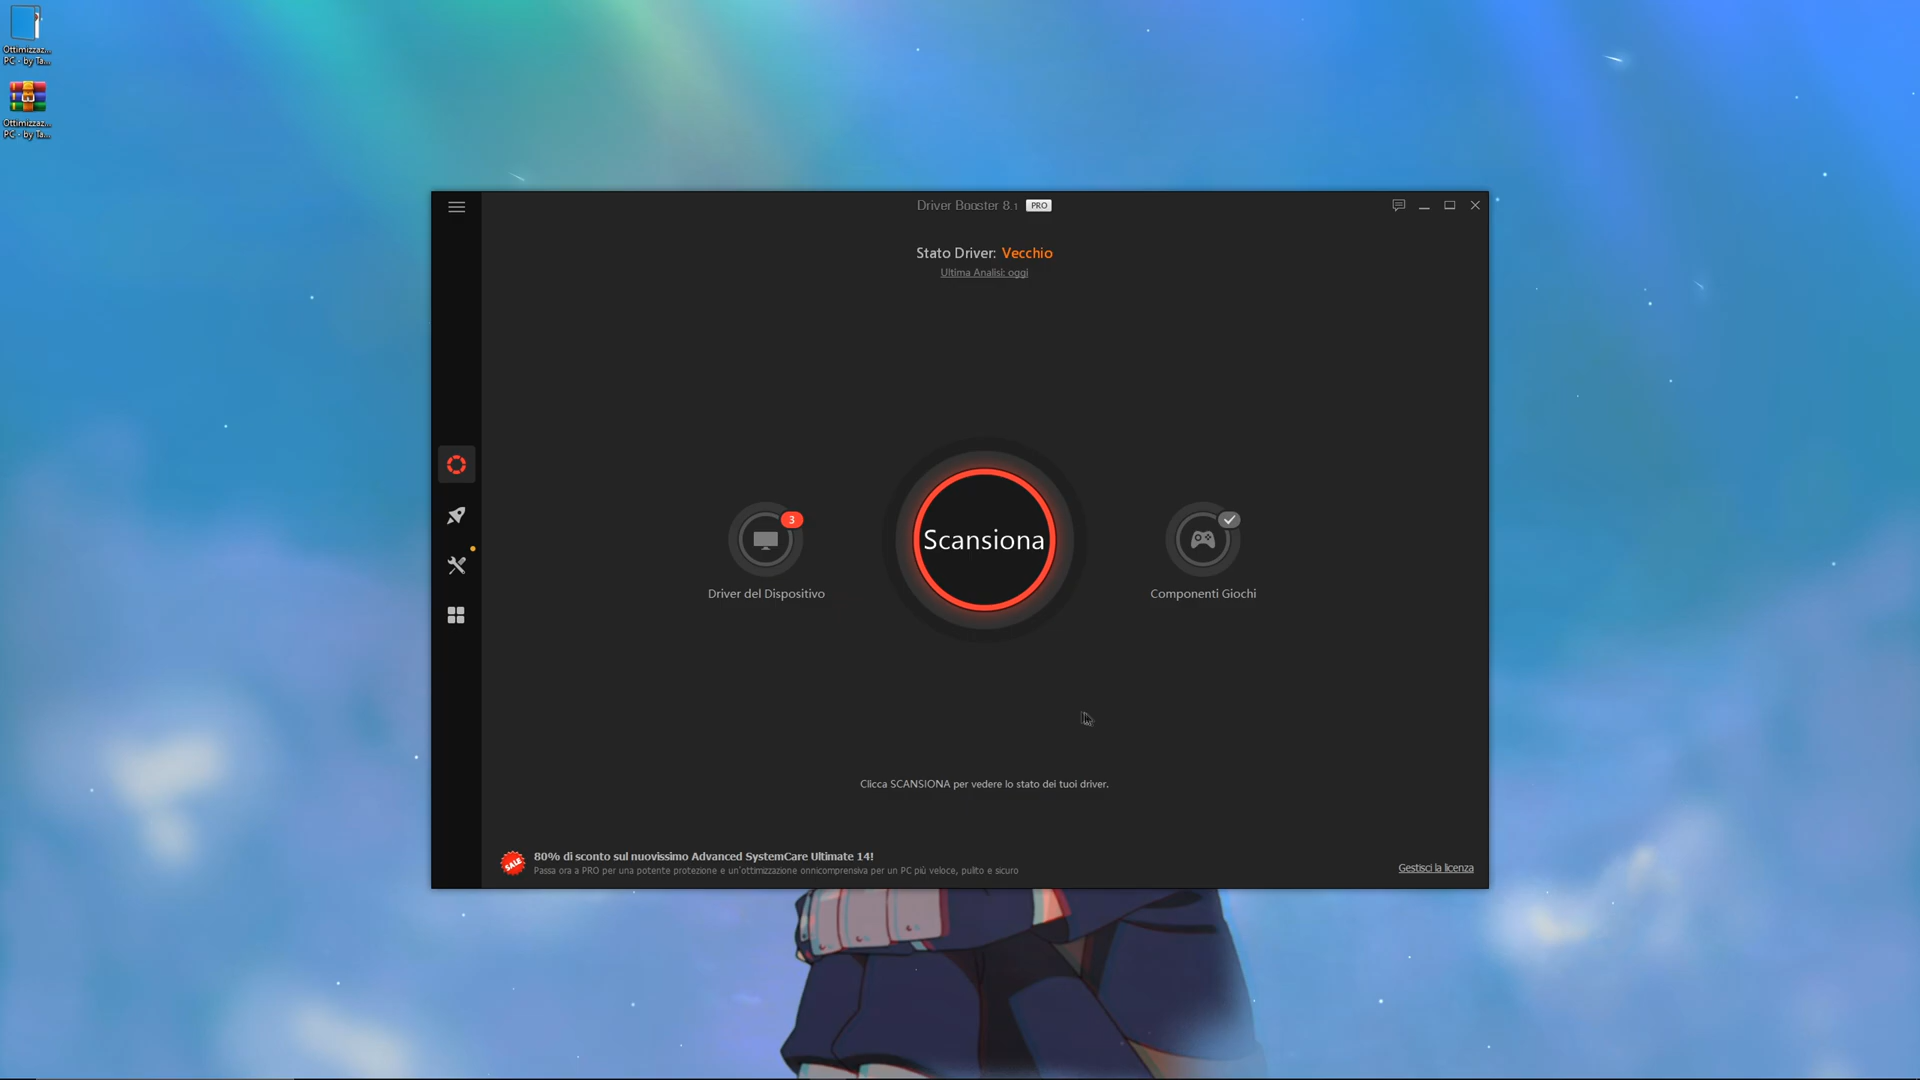 Ottimizzaz...
PC - by Ta...
Ottimizzaz...
PC - by Ta...
Driver Booster 8.1 PRO
Stato Driver: Vecchio
Ultima Analisi: oggi
3
Scansiona
Driver del Dispositivo
Componenti Giochi
Clicca SCANSIONA per vedere lo stato dei tuoi driver.
SALE
80% di sconto sul nuovissimo Advanced SystemCare Ultimate 14!
Passa ora a PRO per una potente protezione e un'ottimizzazione onnicomprensiva per un PC più veloce, pulito e sicuro
Gestisci la licenza